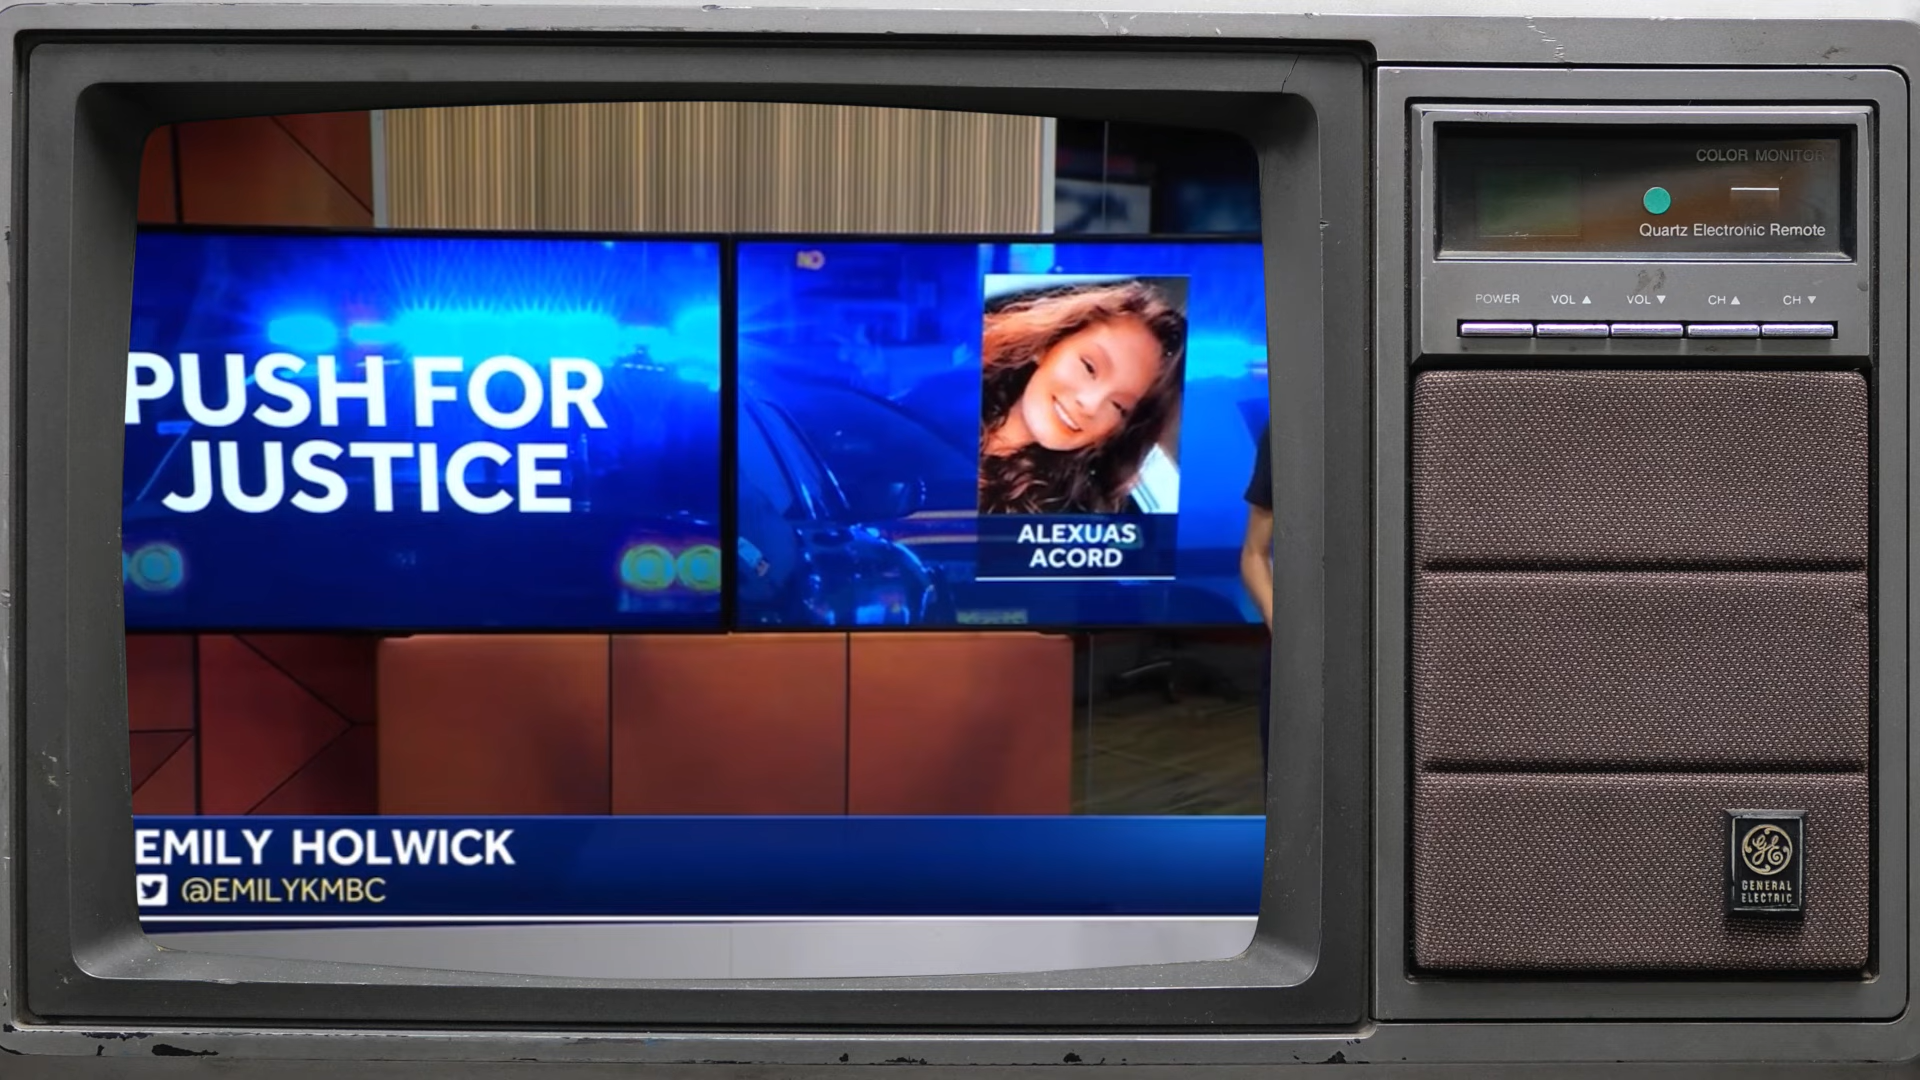 PUSH FOR
JUSTICE
ALEXUAS
ACORD
EMILY HOLWICK
@EMILYKMBC
COLOR MONITOR
Quartz Electronic Remote
POWER VOL ▲ VOL ▼ CH ▲ CH ▼
GE
GENERAL
ELECTRIC